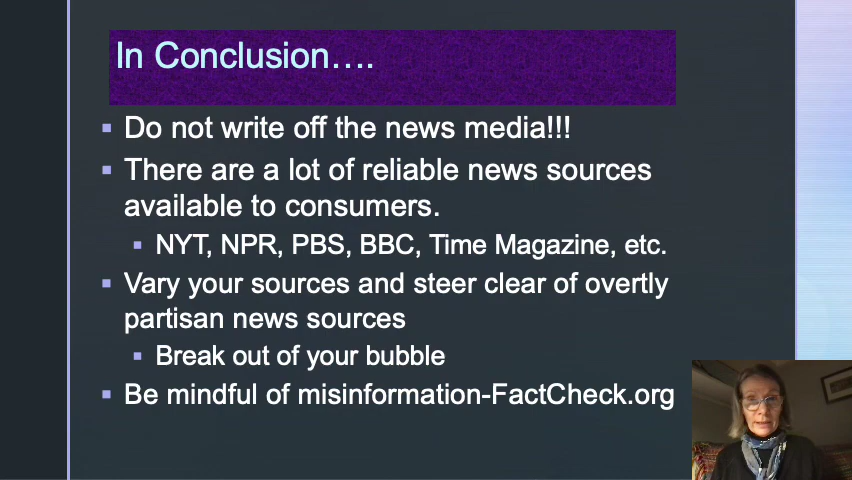 In Conclusion….
Do not write off the news media!!!
There are a lot of reliable news sources
available to consumers.
NYT, NPR, PBS, BBC, Time Magazine, etc.
Vary your sources and steer clear of overtly
partisan news sources
Break out of your bubble
Be mindful of misinformation-FactCheck.org